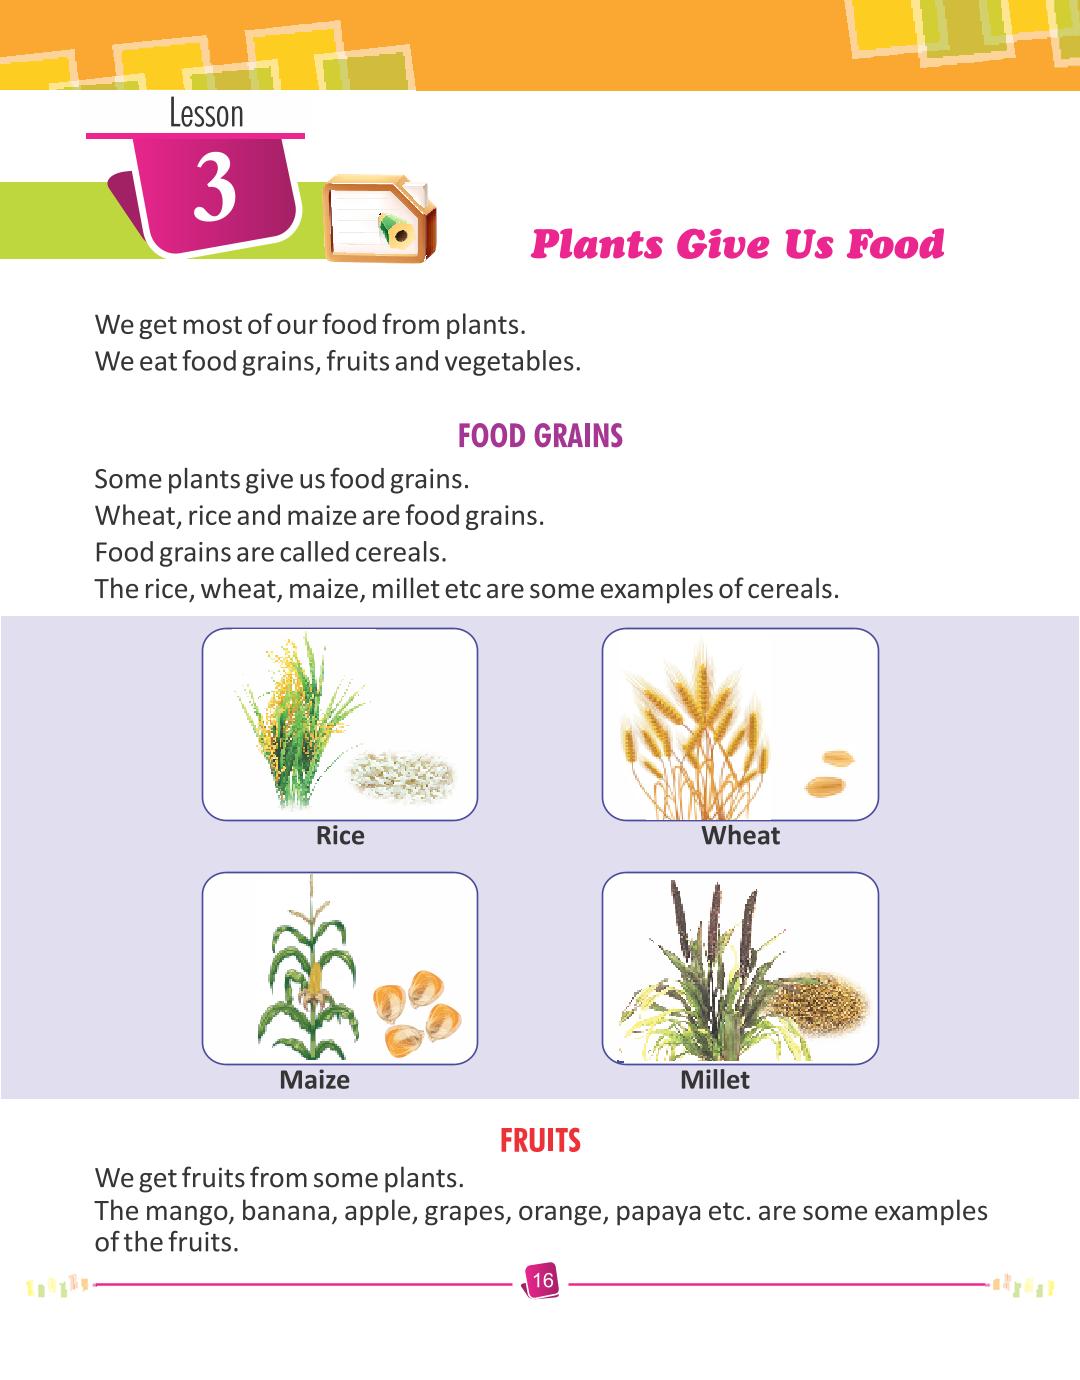 Lesson
3
Plants Give Us Food
We get most of our food from plants.
We eat food grains, fruits and vegetables.
FOOD GRAINS
Some plants give us food grains.
Wheat, rice and maize are food grains.
Food grains are called cereals.
The rice, wheat, maize, millet etc are some examples of cereals.
Rice
Wheat
Maize
Millet
FRUITS
We get fruits from some plants.
The mango, banana, apple, grapes, orange, papaya etc. are some examples
of the fruits.
16